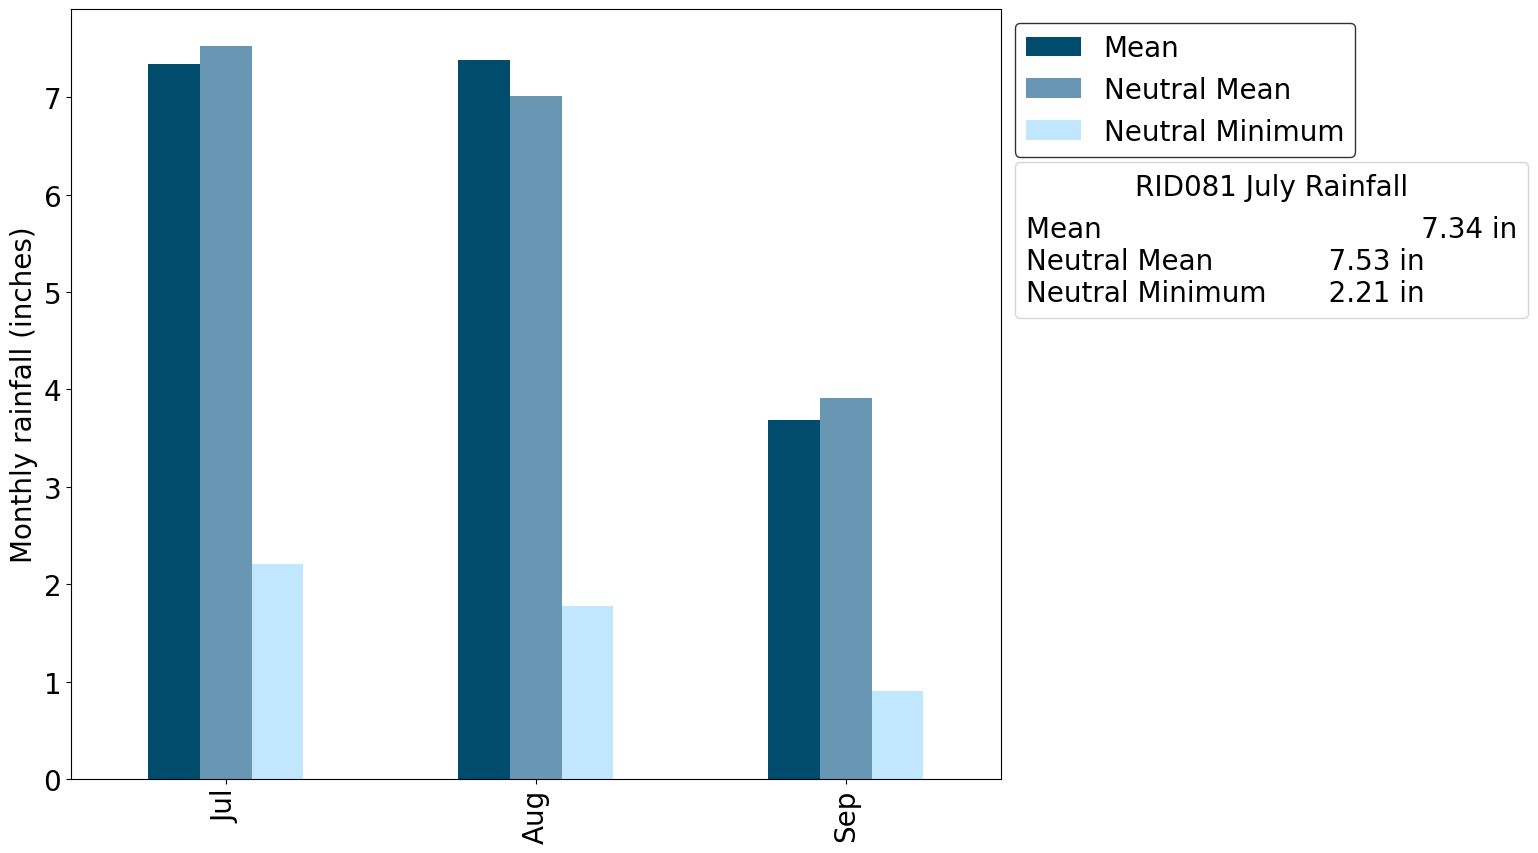 Monthly rainfall (inches)
7
6
5
4
3
2
1
0
Jul
Aug
Sep
Mean
Neutral Mean
Neutral Minimum
RID081 July Rainfall
Mean 7.34 in
Neutral Mean 7.53 in
Neutral Minimum 2.21 in